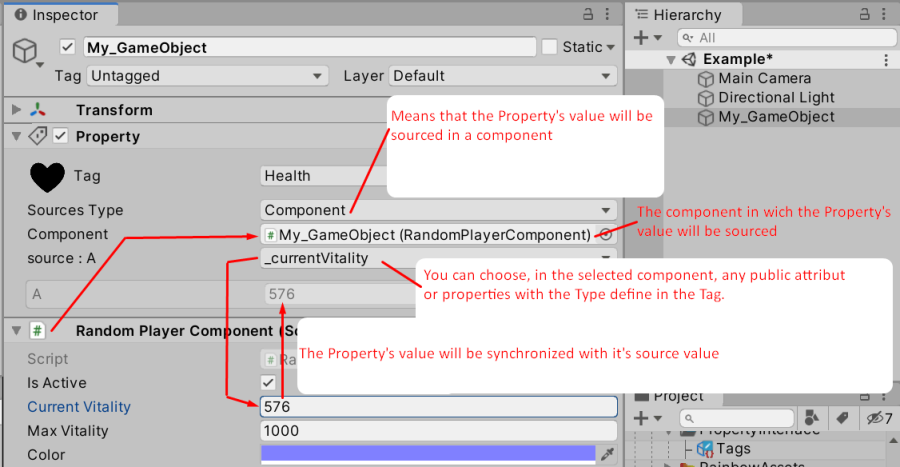 Inspector
My_GameObject
Static
Tag Untagged Layer Default
Transform
Property
Tag Health
Sources Type Component
Component My_GameObject (RandomPlayerComponent)
source : A _currentVitality
A 576
Random Player Component (Sc
Script Ra
Is Active
Current Vitality 576
Max Vitality 1000
Color
Means that the Property's value will be
sourced in a component
The component in wich the Property's
value will be sourced
You can choose, in the selected component, any public attribut
or properties with the Type define in the Tag.
The Property's value will be synchronized with it's source value
Hierarchy
All
Example*
Main Camera
Directional Light
My_GameObject
Project
7
PropertyInterface
Tags
RainbowAssets